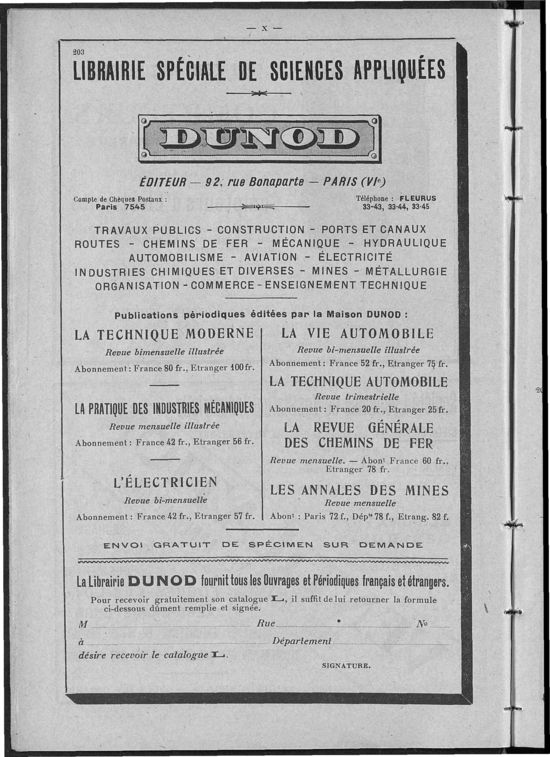 — X —
203
LIBRAIRIE SPÉCIALE DE SCIENCES APPLIQUÉES
DUNOD
ÉDITEUR — 92, rue Bonaparte — PARIS (VIe)
Compte de Chèques Postaux :
Paris 7545
Téléphone : FLEURUS
33-43, 33-44, 33-45
TRAVAUX PUBLICS - CONSTRUCTION - PORTS ET CANAUX
ROUTES - CHEMINS DE FER - MÉCANIQUE - HYDRAULIQUE
AUTOMOBILISME - AVIATION - ÉLECTRICITÉ
INDUSTRIES CHIMIQUES ET DIVERSES - MINES - MÉTALLURGIE
ORGANISATION - COMMERCE - ENSEIGNEMENT TECHNIQUE
Publications périodiques éditées par la Maison DUNOD :
LA TECHNIQUE MODERNE
Revue bimensuelle illustrée
Abonnement : France 80 fr., Etranger 100 fr.
LA PRATIQUE DES INDUSTRIES MÉCANIQUES
Revue mensuelle illustrée
Abonnement : France 42 fr., Etranger 56 fr.
L'ÉLECTRICIEN
Revue bi-mensuelle
Abonnement : France 42 fr., Etranger 57 fr.
LA VIE AUTOMOBILE
Revue bi-mensuelle illustrée
Abonnement : France 52 fr., Etranger 75 fr.
LA TECHNIQUE AUTOMOBILE
Revue trimestrielle
Abonnement : France 20 fr., Etranger 25 fr.
LA REVUE GÉNÉRALE
DES CHEMINS DE FER
Revue mensuelle. — Abont France 60 fr.,
Etranger 78 fr.
LES ANNALES DES MINES
Revue mensuelle
Abont : Paris 72 f., Dépts 78 f., Etrang. 82 f.
ENVOI GRATUIT DE SPÉCIMEN SUR DEMANDE
La Librairie DUNOD fournit tous les Ouvrages et Périodiques français et étrangers.
Pour recevoir gratuitement son catalogue L, il suffit de lui retourner la formule
ci-dessous dûment remplie et signée.
M Rue No
à Département
désire recevoir le catalogue L.
SIGNATURE.